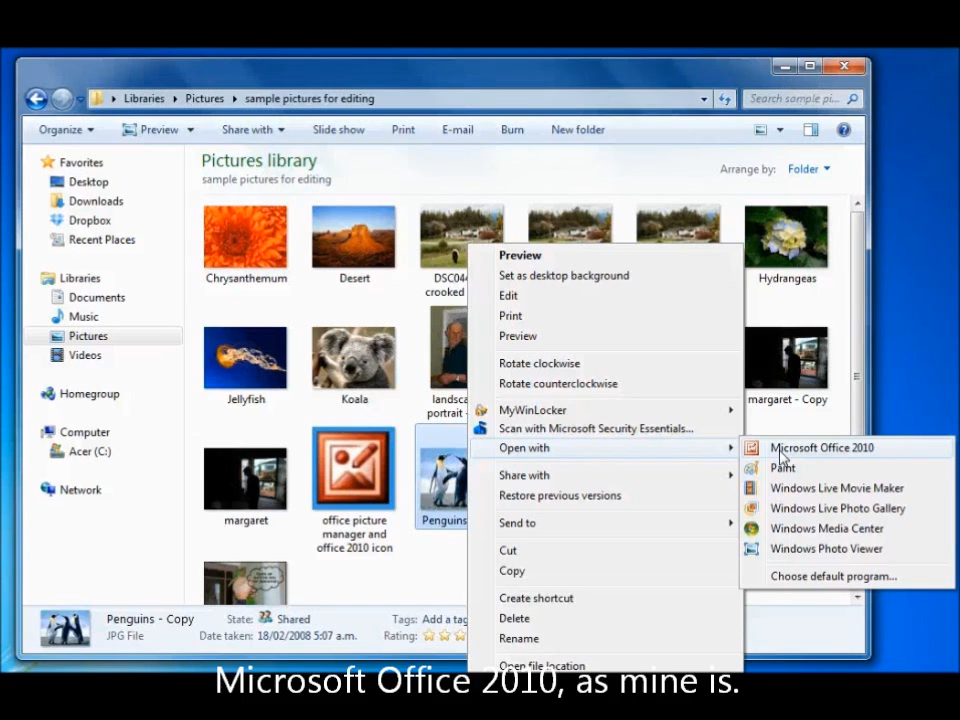 Libraries
Pictures
sample pictures for editing
Search sample pi...
Organize
Preview
Share with
Slide show
Print
E-mail
Burn
New folder
Favorites
Desktop
Downloads
Dropbox
Recent Places
Libraries
Documents
Music
Pictures
Videos
Homegroup
Computer
Acer (C:)
Network
Pictures library
sample pictures for editing
Arrange by:
Folder
Chrysanthemum
Desert
crooked
Hydrangeas
Jellyfish
Koala
portrait -
margaret - Copy
margaret
office picture
manager and
office 2010 icon
Penguins
Preview
Set as desktop background
Edit
Print
Preview
Rotate clockwise
Rotate counterclockwise
MyWinLocker
Scan with Microsoft Security Essentials...
Open with
Share with
Restore previous versions
Send to
Cut
Copy
Create shortcut
Delete
Rename
Open file location
Microsoft Office 2010
Paint
Windows Live Movie Maker
Windows Live Photo Gallery
Windows Media Center
Windows Photo Viewer
Choose default program...
Penguins - Copy
JPG File
State: Shared
Date taken: 18/02/2008 5:07 a.m.
Tags: Add a tag
Rating:
Microsoft Office 2010, as mine is.